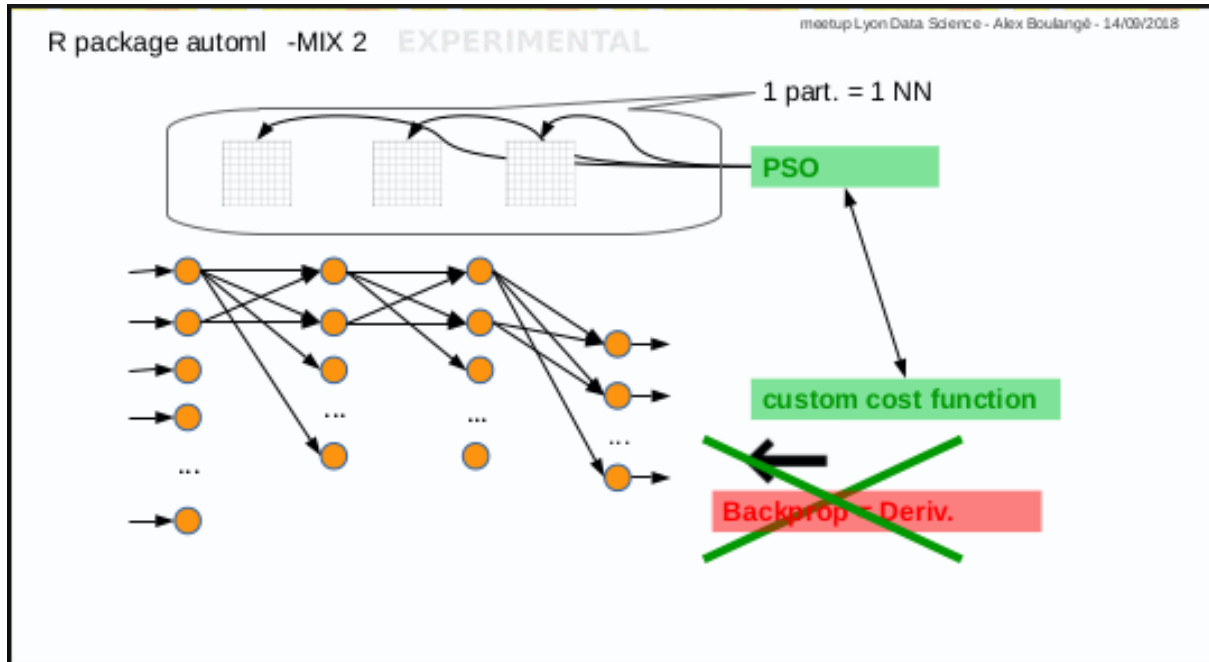 meetup Lyon Data Science - Alex Boulangé - 14/09/2018
R package automl -MIX 2 EXPERIMENTAL
1 part. = 1 NN
PSO
custom cost function
... ...
...
...
Backprop = Deriv.